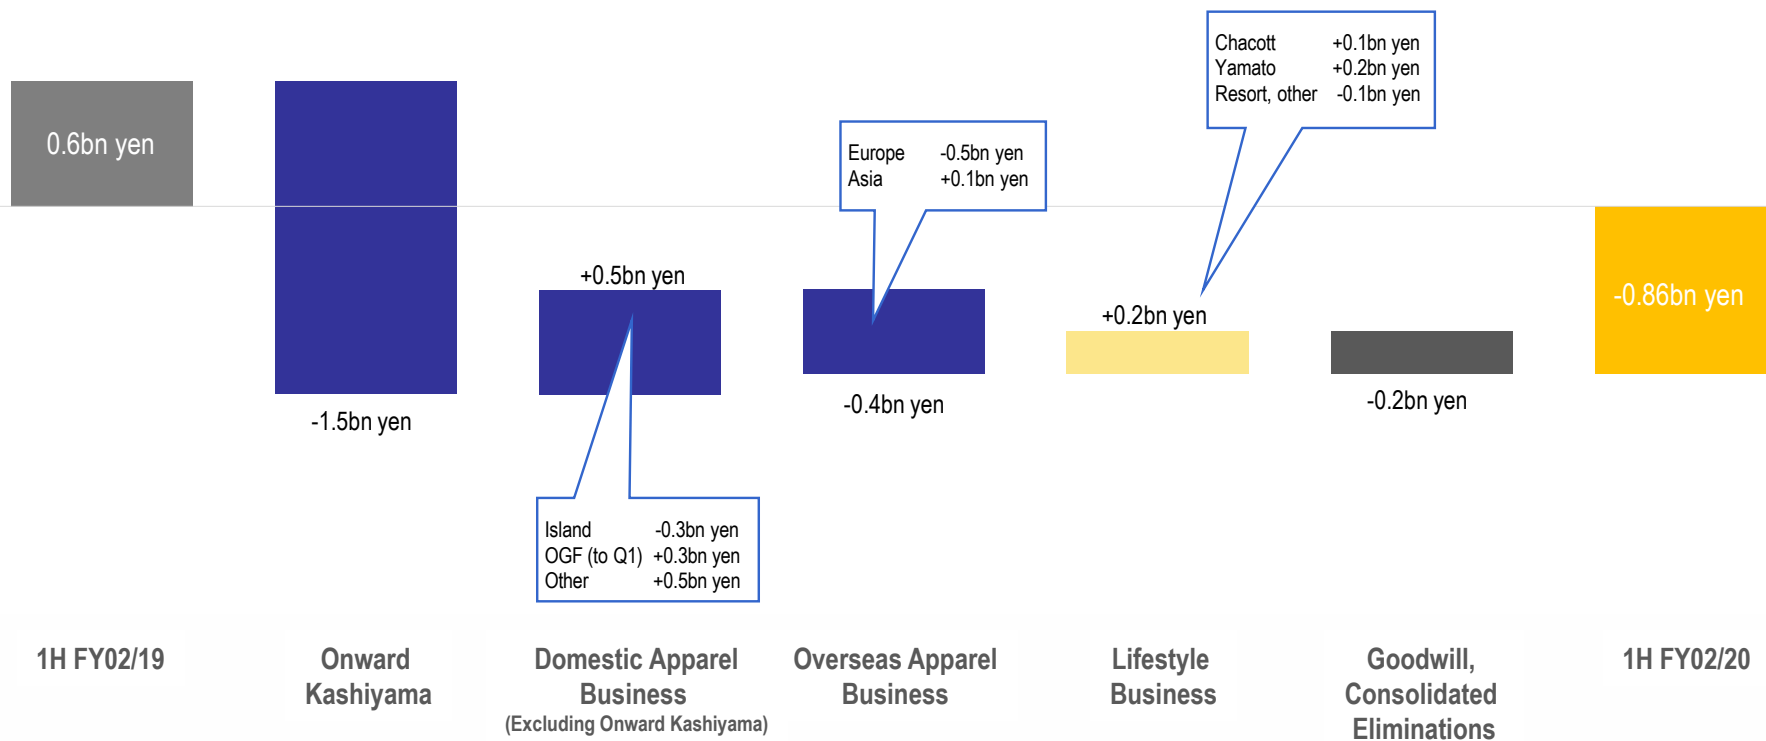 Chacott +0.1bn yen
Yamato +0.2bn yen
Resort, other -0.1bn yen
0.6bn yen
Europe -0.5bn yen
Asia +0.1bn yen
+0.5bn yen
-0.86bn yen
+0.2bn yen
-0.4bn yen
-0.2bn yen
-1.5bn yen
Island -0.3bn yen
OGF (to Q1) +0.3bn yen
Other +0.5bn yen
1H FY02/19
Onward
Kashiyama
Domestic Apparel
Business
(Excluding Onward Kashiyama)
Overseas Apparel
Business
Lifestyle
Business
Goodwill,
Consolidated
Eliminations
1H FY02/20